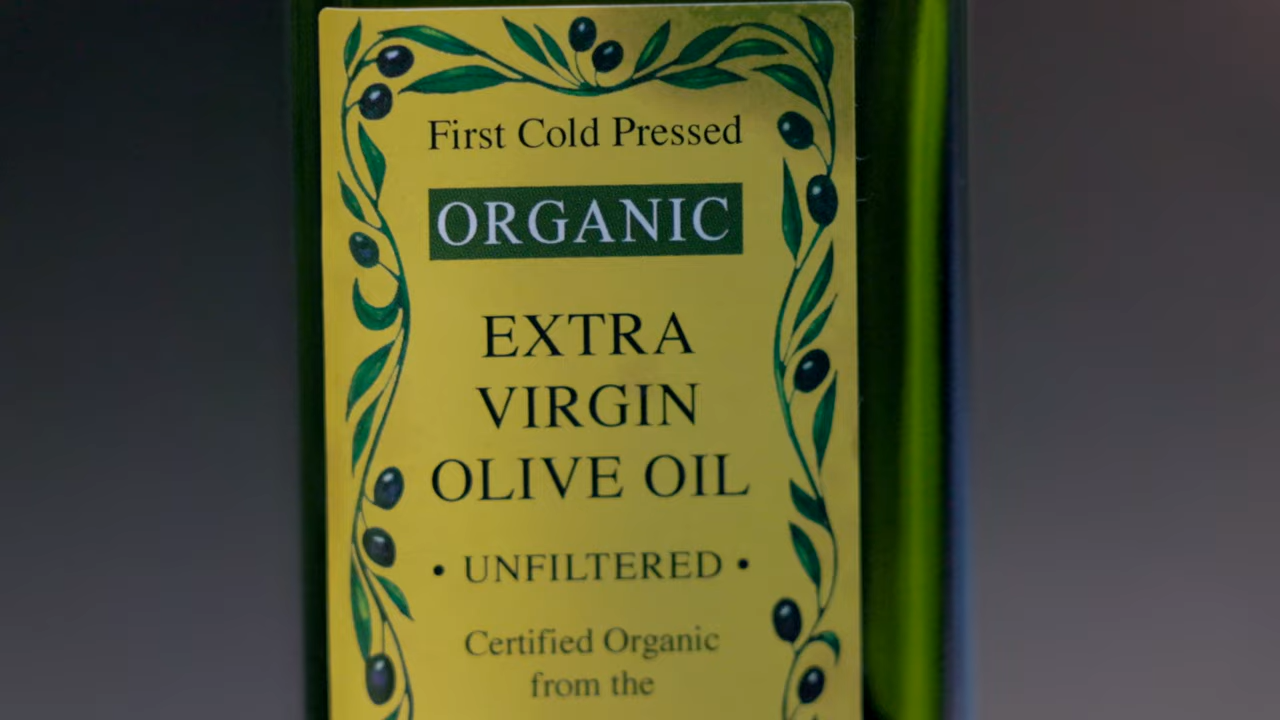 First Cold Pressed
ORGANIC
EXTRA
VIRGIN
OLIVE OIL
• UNFILTERED •
Certified Organic
from the